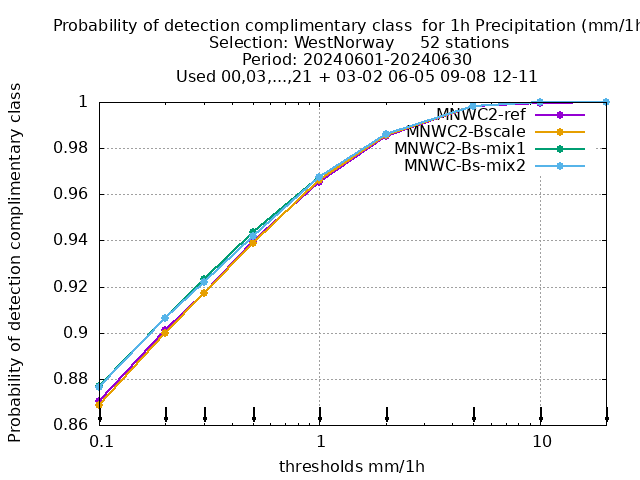 Probability of detection complimentary class  for 1h Precipitation (mm/1h
Selection: WestNorway     52 stations
Period: 20240601-20240630
Used 00,03,...,21 + 03-02 06-05 09-08 12-11
Probability of detection complimentary class
1
0.98
0.96
0.94
0.92
0.9
0.88
0.86
MNWC2-ref
MNWC2-Bscale
MNWC2-Bs-mix1
MNWC-Bs-mix2
0.1
1
10
thresholds mm/1h